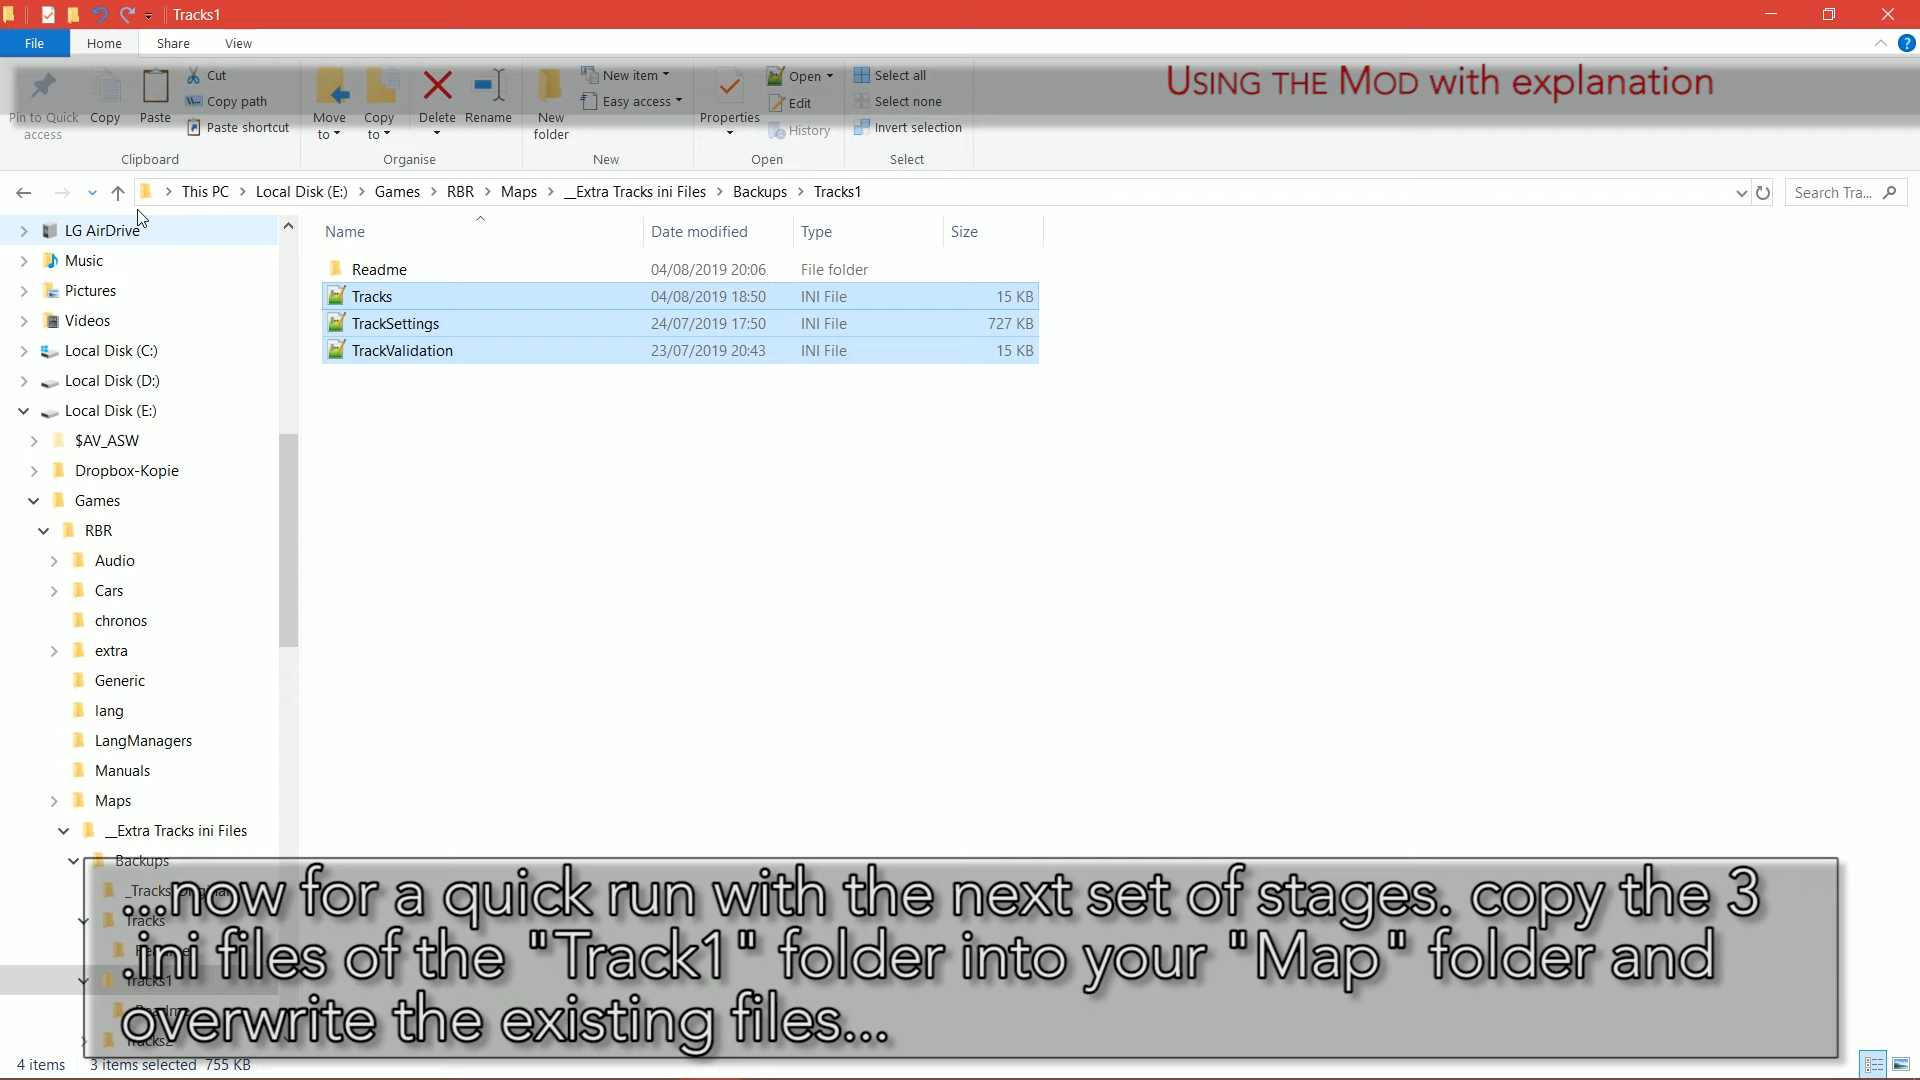 Tracks1
File Home Share View
USING THE MOD with explanation
Pin to Quick access
Copy
Paste
Cut
Copy path
Paste shortcut
Move to
Copy to
Delete
Rename
New folder
New item
Easy access
Properties
Open
Edit
History
Select all
Select none
Invert selection
Clipboard Organise New Open Select
This PC > Local Disk (E:) > Games > RBR > Maps > __Extra Tracks ini Files > Backups > Tracks1
Search Tra...
LG AirDrive
Music
Pictures
Videos
Local Disk (C:)
Local Disk (D:)
Local Disk (E:)
$AV_ASW
Dropbox-Kopie
Games
RBR
Audio
Cars
chronos
extra
Generic
lang
LangManagers
Manuals
Maps
__Extra Tracks ini Files
Backups
Tracks
Tracks1
Tracks2
Name Date modified Type Size
Readme 04/08/2019 20:06 File folder
Tracks 04/08/2019 18:50 INI File 15 KB
TrackSettings 24/07/2019 17:50 INI File 727 KB
TrackValidation 23/07/2019 20:43 INI File 15 KB
...now for a quick run with the next set of stages. copy the 3
.ini files of the "Track1" folder into your "Map" folder and
overwrite the existing files...
4 items 3 items selected 755 KB